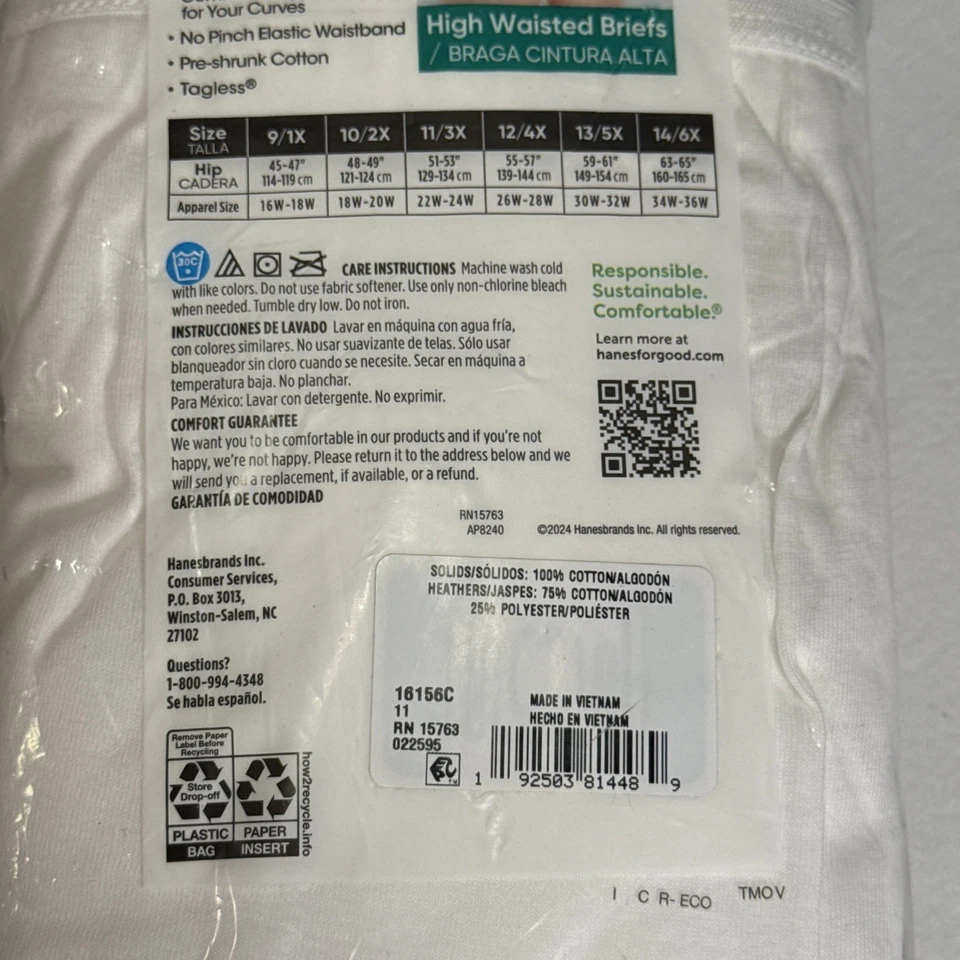 for Your Curves
• No Pinch Elastic Waistband
• Pre-shrunk Cotton
• Tagless®
High Waisted Briefs
/ BRAGA CINTURA ALTA
Size TALLA 9/1X 10/2X 11/3X 12/4X 13/5X 14/6X
Hip CADERA 45-47" 114-119 cm 48-49" 121-124 cm 51-53" 129-134 cm 55-57" 139-144 cm 59-61" 149-154 cm 63-65" 160-165 cm
Apparel Size 16W-18W 18W-20W 22W-24W 26W-28W 30W-32W 34W-36W
30C
CARE INSTRUCTIONS Machine wash cold
with like colors. Do not use fabric softener. Use only non-chlorine bleach
when needed. Tumble dry low. Do not iron.
INSTRUCCIONES DE LAVADO Lavar en máquina con agua fría,
con colores similares. No usar suavizante de telas. Sólo usar
blanqueador sin cloro cuando se necesite. Secar en máquina a
temperatura baja. No planchar.
Para México: Lavar con detergente. No exprimir.
COMFORT GUARANTEE
We want you to be comfortable in our products and if you're not
happy, we're not happy. Please return it to the address below and we
will send you a replacement, if available, or a refund.
GARANTÍA DE COMODIDAD
Responsible.
Sustainable.
Comfortable.®
Learn more at
hanesforgood.com
RN15763
AP8240
©2024 Hanesbrands Inc. All rights reserved.
Hanesbrands Inc.
Consumer Services,
P.O. Box 3013,
Winston-Salem, NC
27102
Questions?
1-800-994-4348
Se habla español.
SOLIDS/SÓLIDOS: 100% COTTON/ALGODÓN
HEATHERS/JASPES: 75% COTTON/ALGODÓN
25% POLYESTER/POLIÉSTER
16156C
11
RN 15763
022595
MADE IN VIETNAM
HECHO EN VIETNAM
1 92503 81448 9
Remove Paper
Label Before
Recycling
Store
Drop-off
PLASTIC
BAG
PAPER
INSERT
how2recycle.info
I C R-ECO TMOV